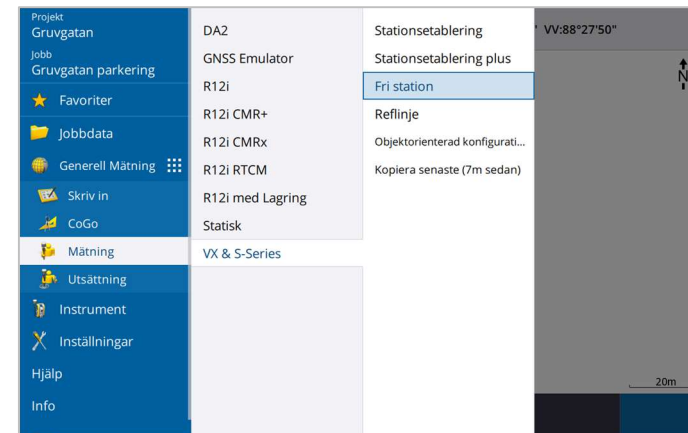 Projekt
Gruvgatan
Jobb
Gruvgatan parkering
Favoriter
Jobbdata
Generell Mätning
Skriv in
CoGo
Mätning
Utsättning
Instrument
Inställningar
Hjälp
Info
DA2
GNSS Emulator
R12i
R12i CMR+
R12i CMRx
R12i RTCM
R12i med Lagring
Statisk
VX & S-Series
Stationsetablering
Stationsetablering plus
Fri station
Reflinje
Objektorienterad konfigurati...
Kopiera senaste (7m sedan)
" VV:88°27'50"
N
20m